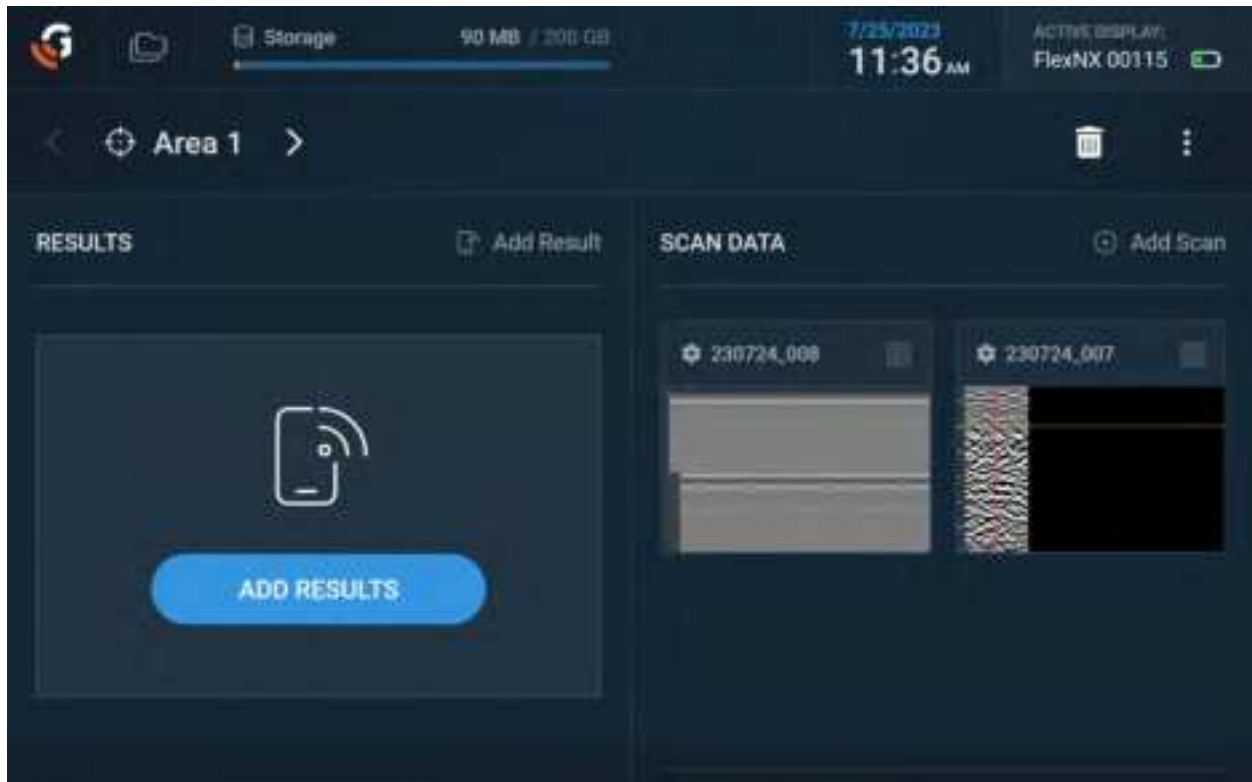 Storage 90 MB / 200 GB
7/25/2023
11:36 AM
ACTIVE DISPLAY:
FlexNX 00115
Area 1
RESULTS
Add Result
ADD RESULTS
SCAN DATA
Add Scan
230724_008
230724_007